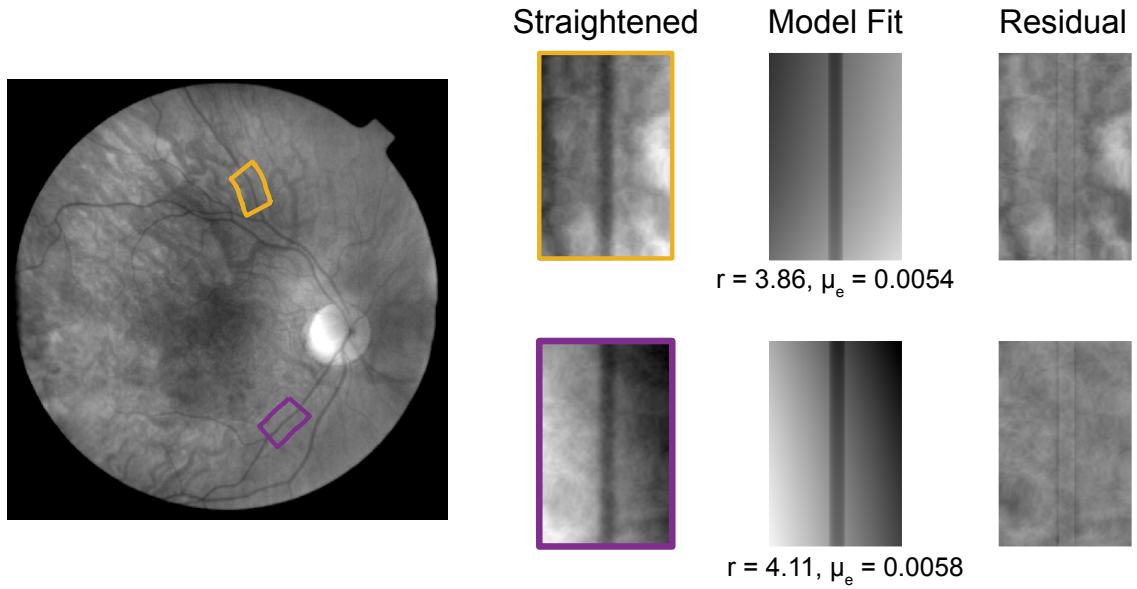 Straightened Model Fit Residual
r = 3.86, μₑ = 0.0054
r = 4.11, μₑ = 0.0058